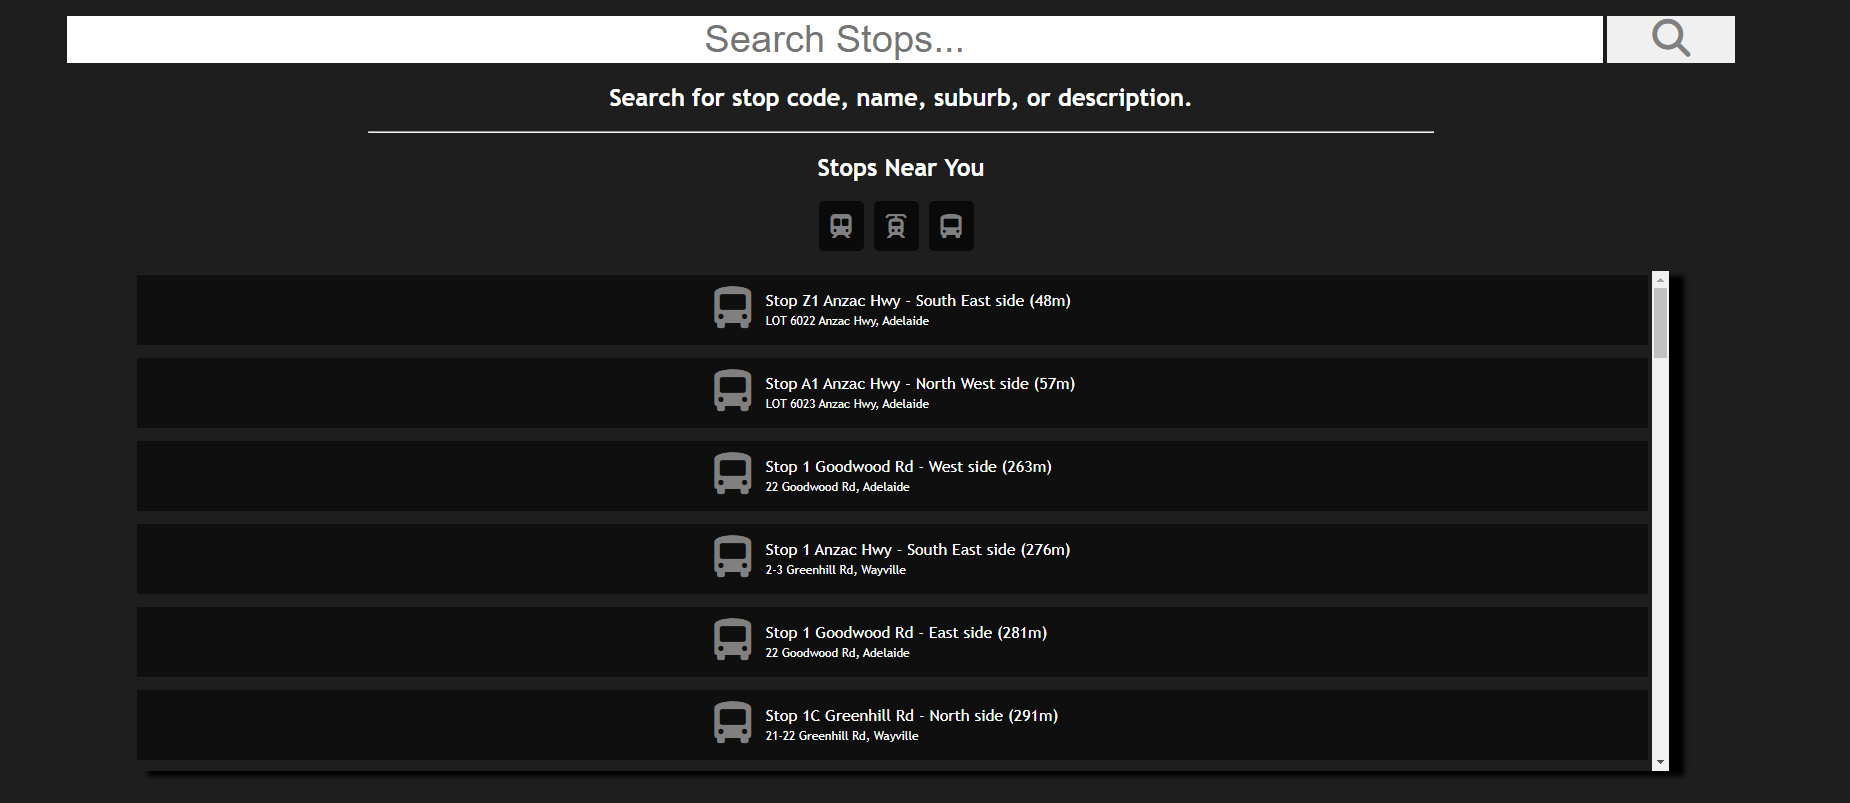 Search Stops...
Search for stop code, name, suburb, or description.
Stops Near You
Stop Z1 Anzac Hwy - South East side (48m)
LOT 6022 Anzac Hwy, Adelaide
Stop A1 Anzac Hwy - North West side (57m)
LOT 6023 Anzac Hwy, Adelaide
Stop 1 Goodwood Rd - West side (263m)
22 Goodwood Rd, Adelaide
Stop 1 Anzac Hwy - South East side (276m)
2-3 Greenhill Rd, Wayville
Stop 1 Goodwood Rd - East side (281m)
22 Goodwood Rd, Adelaide
Stop 1C Greenhill Rd - North side (291m)
21-22 Greenhill Rd, Wayville